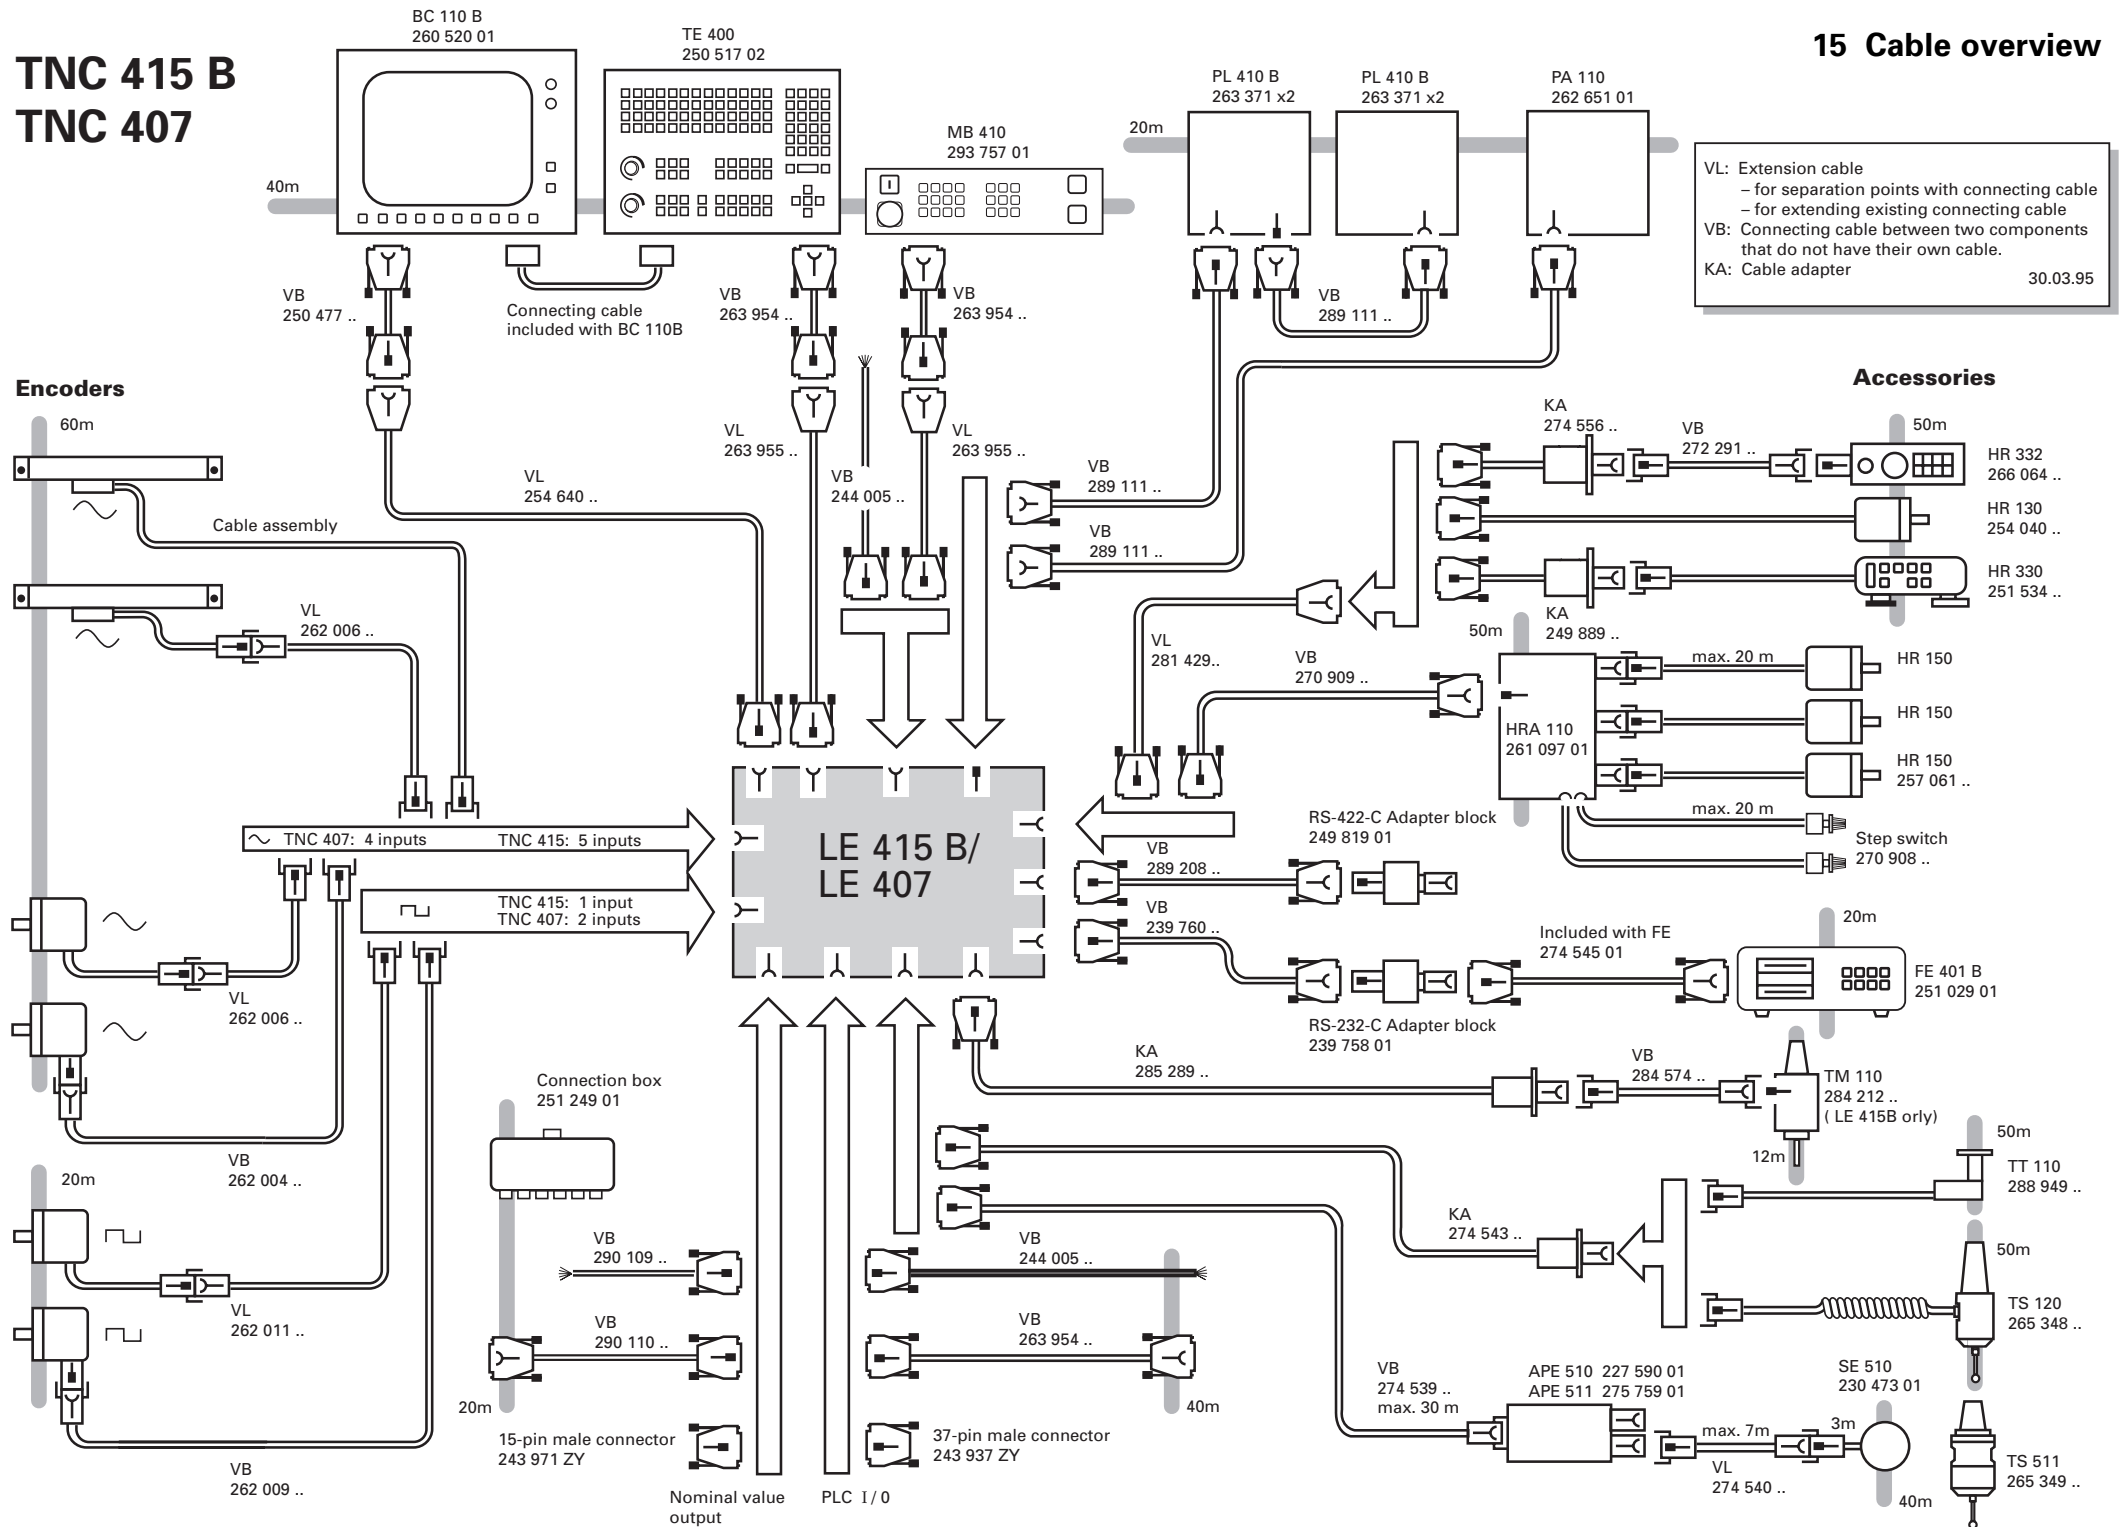 TNC 415 B
TNC 407
15 Cable overview
BC 110 B
260 520 01
TE 400
250 517 02
MB 410
293 757 01
PL 410 B
263 371 x2
PL 410 B
263 371 x2
PA 110
262 651 01
20m
40m
VL: Extension cable
– for separation points with connecting cable
– for extending existing connecting cable
VB: Connecting cable between two components
that do not have their own cable.
KA: Cable adapter
30.03.95
VB
250 477 ..
Connecting cable
included with BC 110B
VB
263 954 ..
VB
263 954 ..
VB
289 111 ..
Encoders
60m
Accessories
VL
254 640 ..
VL
263 955 ..
VB
244 005 ..
VL
263 955 ..
VB
289 111 ..
VB
289 111 ..
KA
274 556 ..
VB
272 291 ..
50m
HR 332
266 064 ..
HR 130
254 040 ..
HR 330
251 534 ..
Cable assembly
VL
262 006 ..
KA
249 889 ..
50m
VL
281 429..
VB
270 909 ..
HRA 110
261 097 01
max. 20 m
HR 150
HR 150
HR 150
257 061 ..
max. 20 m
Step switch
270 908 ..
TNC 407: 4 inputs
TNC 415: 5 inputs
TNC 415: 1 input
TNC 407: 2 inputs
LE 415 B/
LE 407
RS-422-C Adapter block
249 819 01
VB
289 208 ..
VB
239 760 ..
Included with FE
274 545 01
20m
FE 401 B
251 029 01
RS-232-C Adapter block
239 758 01
VL
262 006 ..
KA
285 289 ..
VB
284 574 ..
TM 110
284 212 ..
( LE 415B only)
12m
Connection box
251 249 01
VB
262 004 ..
20m
50m
TT 110
288 949 ..
KA
274 543 ..
50m
TS 120
265 348 ..
VB
290 109 ..
VB
244 005 ..
VL
262 011 ..
VB
290 110 ..
VB
263 954 ..
20m
40m
VB
274 539 ..
max. 30 m
APE 510 227 590 01
APE 511 275 759 01
SE 510
230 473 01
max. 7m
3m
VL
274 540 ..
40m
TS 511
265 349 ..
15-pin male connector
243 971 ZY
37-pin male connector
243 937 ZY
VB
262 009 ..
Nominal value
output
PLC I / 0